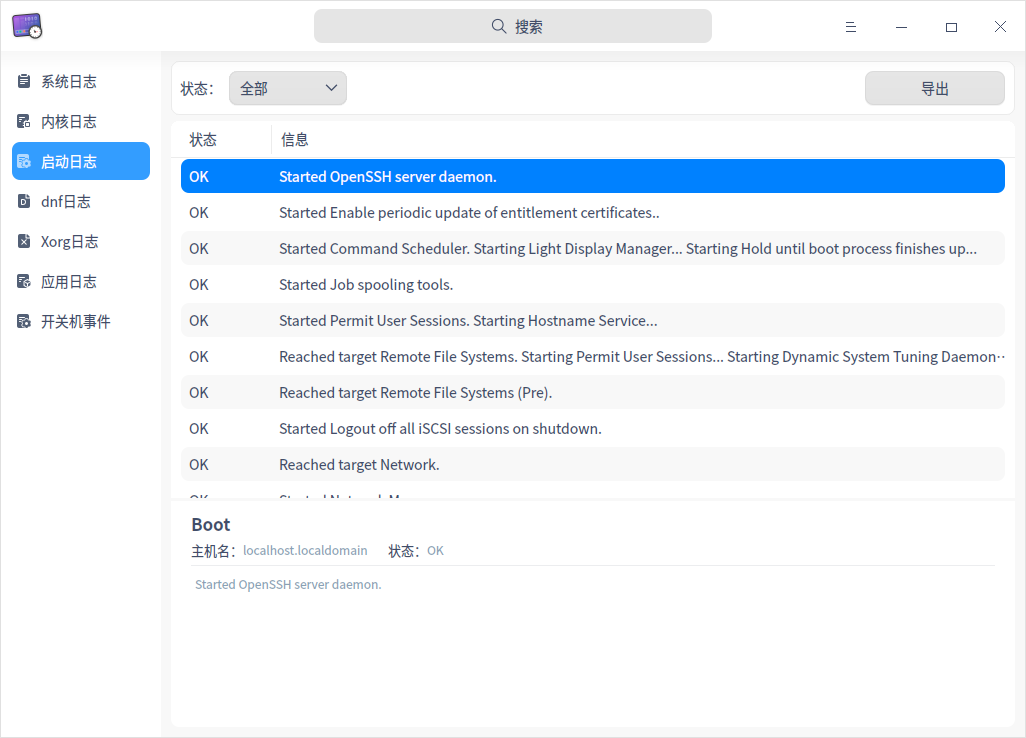 搜索
系统日志
内核日志
启动日志
dnf日志
Xorg日志
应用日志
开关机事件
状态： 全部 导出
状态 信息
OK Started OpenSSH server daemon.
OK Started Enable periodic update of entitlement certificates..
OK Started Command Scheduler. Starting Light Display Manager... Starting Hold until boot process finishes up...
OK Started Job spooling tools.
OK Started Permit User Sessions. Starting Hostname Service...
OK Reached target Remote File Systems. Starting Permit User Sessions... Starting Dynamic System Tuning Daemon··
OK Reached target Remote File Systems (Pre).
OK Started Logout off all iSCSI sessions on shutdown.
OK Reached target Network.
Boot
主机名： localhost.localdomain 状态： OK
Started OpenSSH server daemon.